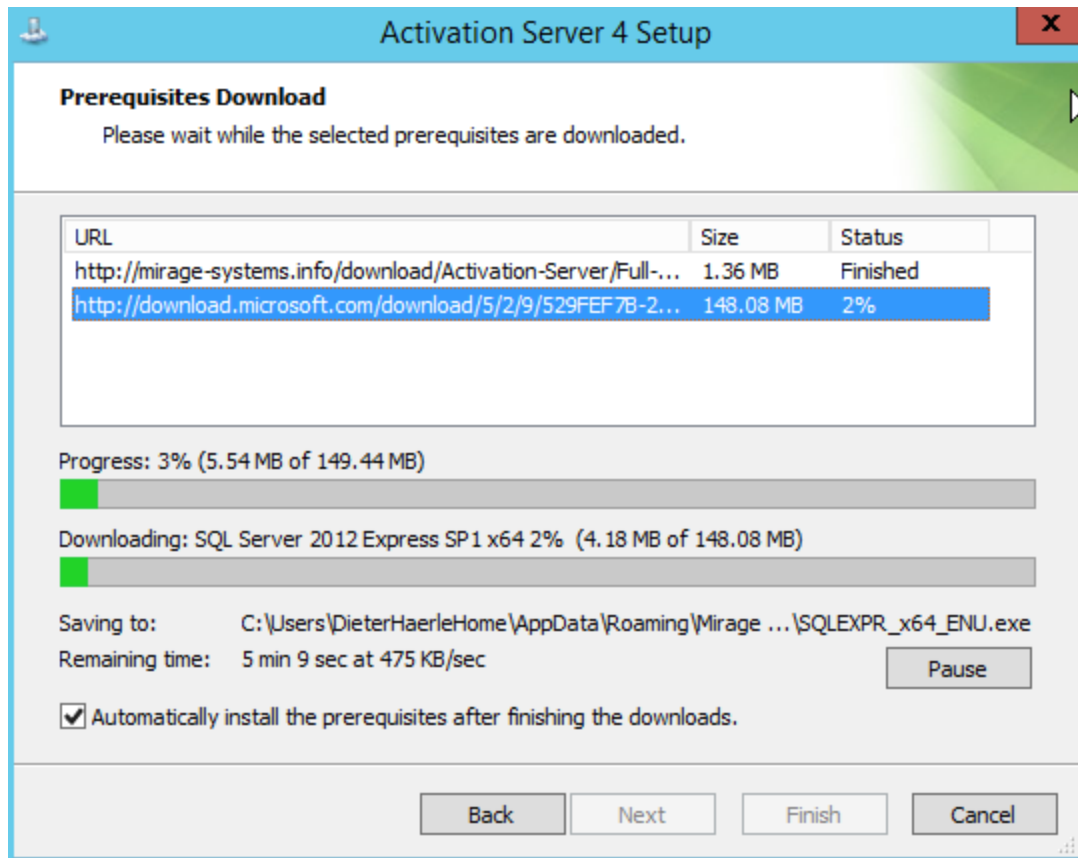 Activation Server 4 Setup
X
Prerequisites Download
Please wait while the selected prerequisites are downloaded.
URL Size Status
http://mirage-systems.info/download/Activation-Server/Full-... 1.36 MB Finished
http://download.microsoft.com/download/5/2/9/529FEF7B-2... 148.08 MB 2%
Progress: 3% (5.54 MB of 149.44 MB)
Downloading: SQL Server 2012 Express SP1 x64 2% (4.18 MB of 148.08 MB)
Saving to: C:\Users\DieterHaerleHome\AppData\Roaming\Mirage ...\SQLEXPR_x64_ENU.exe
Remaining time: 5 min 9 sec at 475 KB/sec
Pause
Automatically install the prerequisites after finishing the downloads.
Back Next Finish Cancel